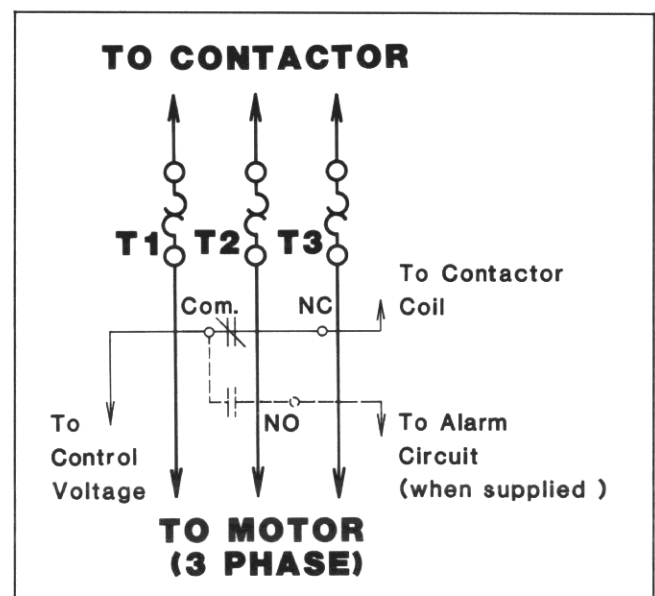 TO CONTACTOR
T1 T2 T3
To Contactor
Coil
Com. NC
NO
To
Control
Voltage
To Alarm
Circuit
(when supplied )
TO MOTOR
(3 PHASE)